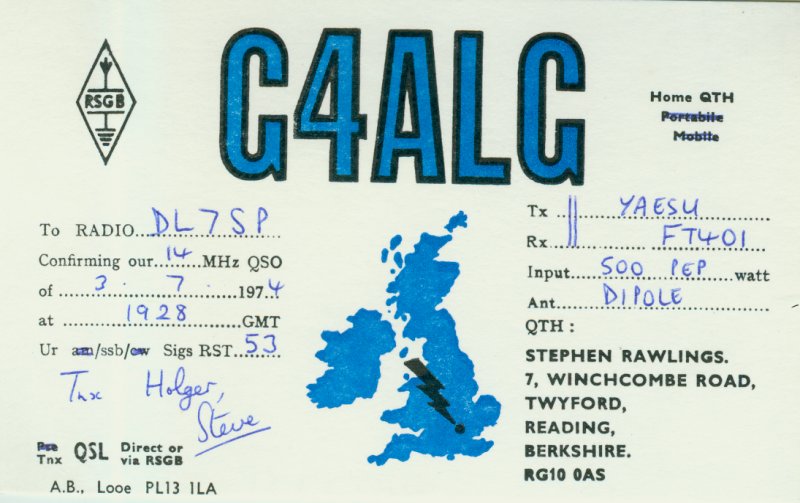 G4ALG
RSGB
Home QTH
Portabile
Mobile
To RADIO DL7SP
Confirming our 14 MHz QSO
of 3 . 7 . 1974
at 1928 GMT
Ur am/ssb/cw Sigs RST 53
Tnx Holger,
Steve
Pse
Tnx QSL Direct or
via RSGB
A.B., Looe PL13 1LA
Tx YAESU
Rx FT401
Input 500 PEP watt
Ant DIPOLE
QTH :
STEPHEN RAWLINGS.
7, WINCHCOMBE ROAD,
TWYFORD,
READING,
BERKSHIRE.
RG10 0AS